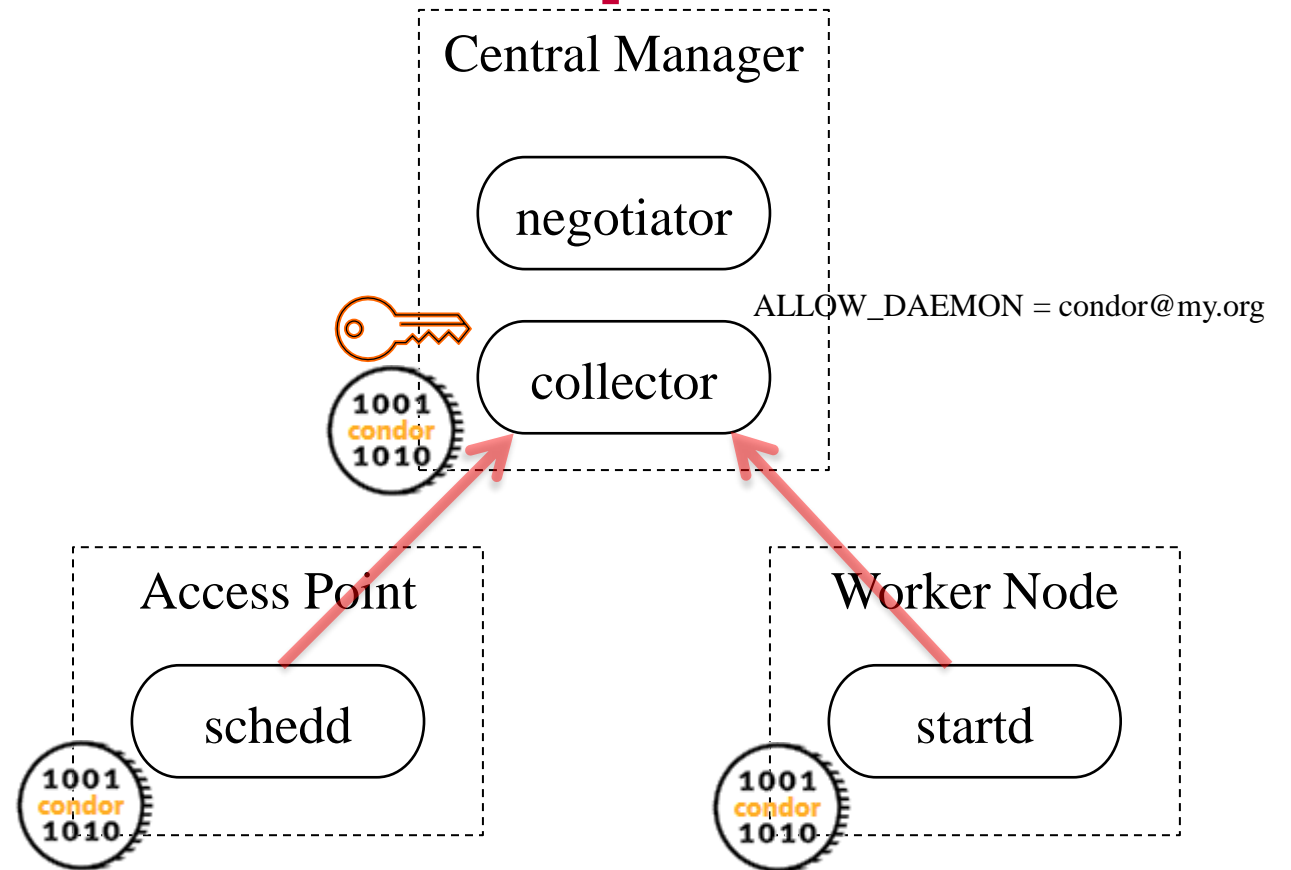 Central Manager
negotiator
ALLOW_DAEMON = condor@my.org
collector
1001
condor
1010
Access Point
Worker Node
schedd
startd
1001
condor
1010
1001
condor
1010